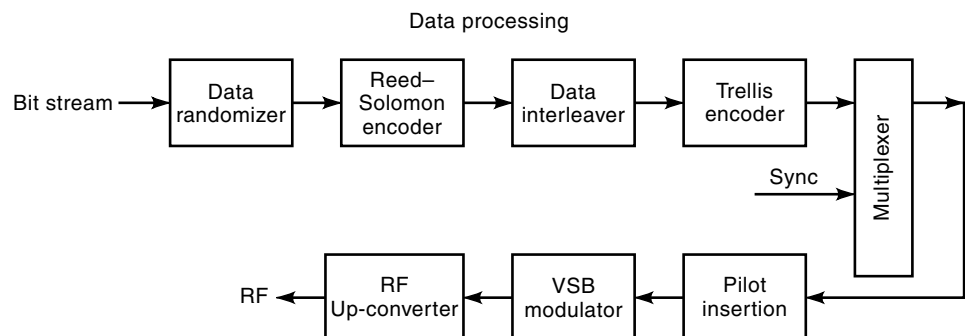 Data processing
Bit stream
Data
randomizer
Reed–
Solomon
encoder
Data
interleaver
Trellis
encoder
Multiplexer
Sync
RF
RF
Up-converter
VSB
modulator
Pilot
insertion